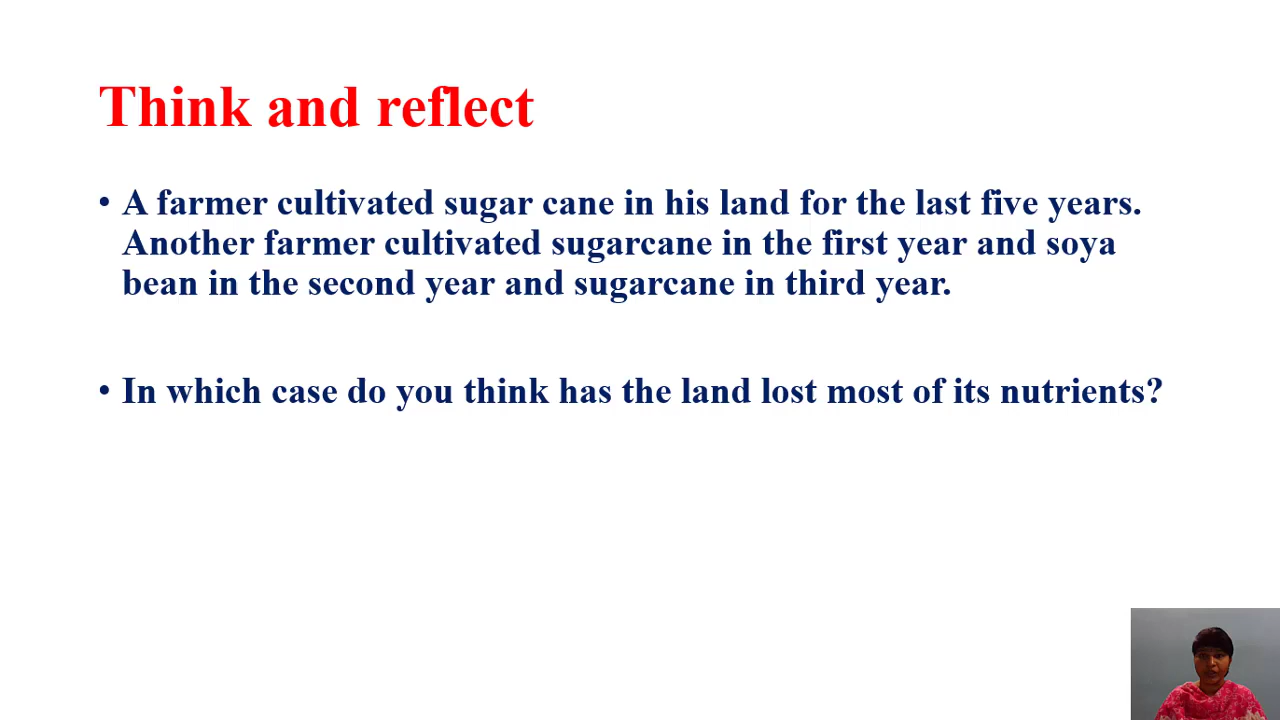 Think and reflect
• A farmer cultivated sugar cane in his land for the last five years.
Another farmer cultivated sugarcane in the first year and soya
bean in the second year and sugarcane in third year.
• In which case do you think has the land lost most of its nutrients?